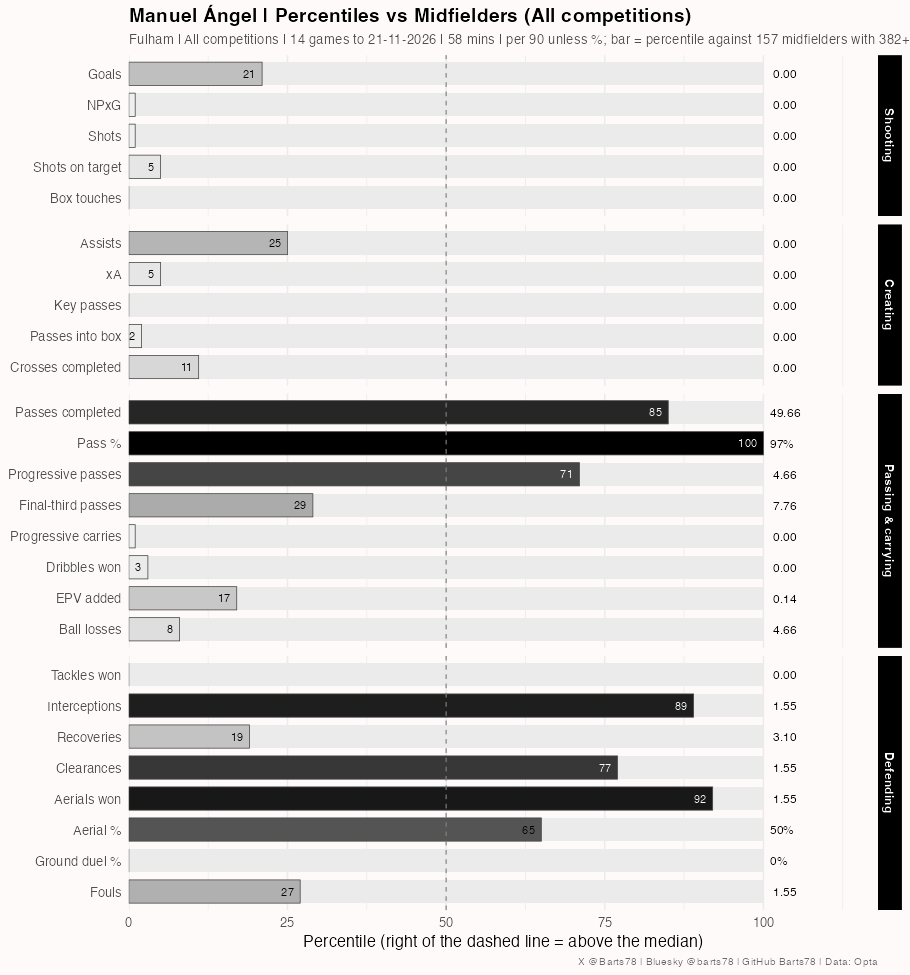 Manuel Ángel | Percentiles vs Midfielders (All competitions)
Fulham | All competitions | 14 games to 21-11-2026 | 58 mins | per 90 unless %; bar = percentile against 157 midfielders with 382+
Goals 21 0.00
NPxG 0.00
Shots 0.00
Shots on target 5 0.00
Box touches 0.00
Shooting
Assists 25 0.00
xA 5 0.00
Key passes 0.00
Passes into box 2 0.00
Crosses completed 11 0.00
Creating
Passes completed 85 49.66
Pass % 100 97%
Progressive passes 71 4.66
Final-third passes 29 7.76
Progressive carries 0.00
Dribbles won 3 0.00
EPV added 17 0.14
Ball losses 8 4.66
Passing & carrying
Tackles won 0.00
Interceptions 89 1.55
Recoveries 19 3.10
Clearances 77 1.55
Aerials won 92 1.55
Aerial % 65 50%
Ground duel % 0%
Fouls 27 1.55
Defending
0 25 50 75 100
Percentile (right of the dashed line = above the median)
X @Barts78 | Bluesky @barts78 | GitHub Barts78 | Data: Opta